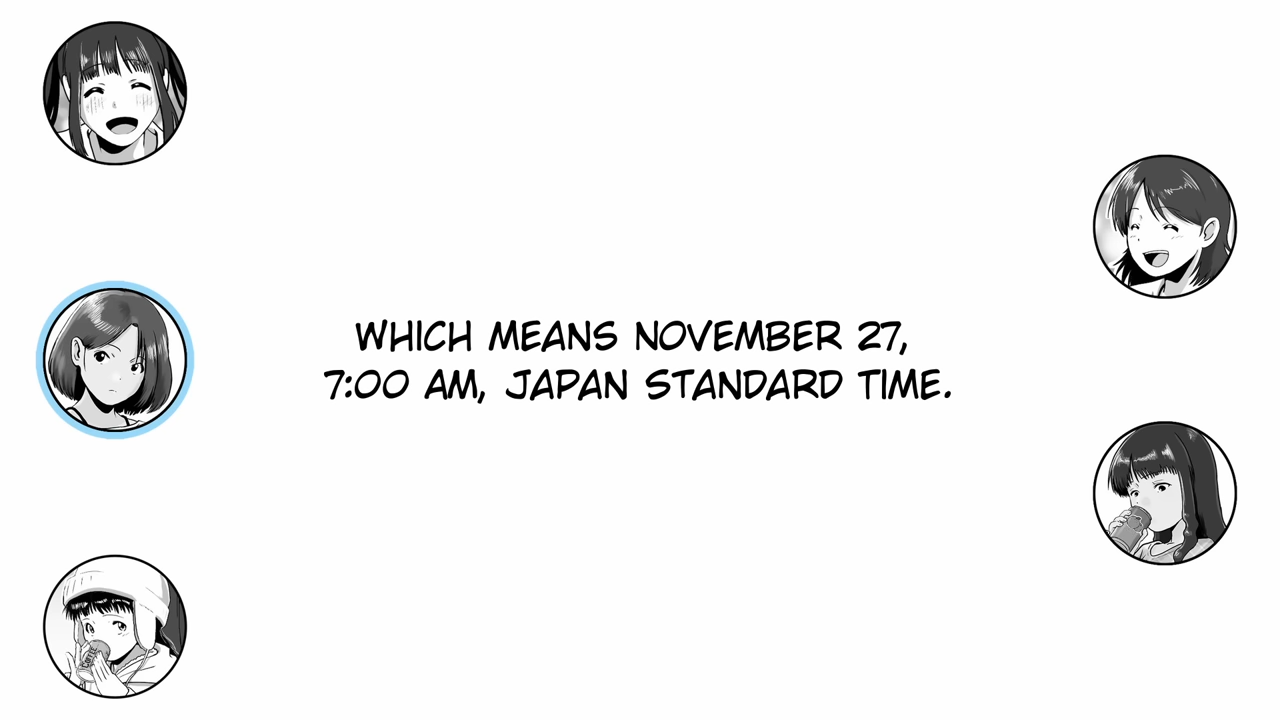 WHICH MEANS NOVEMBER 27,
7:00 AM, JAPAN STANDARD TIME.